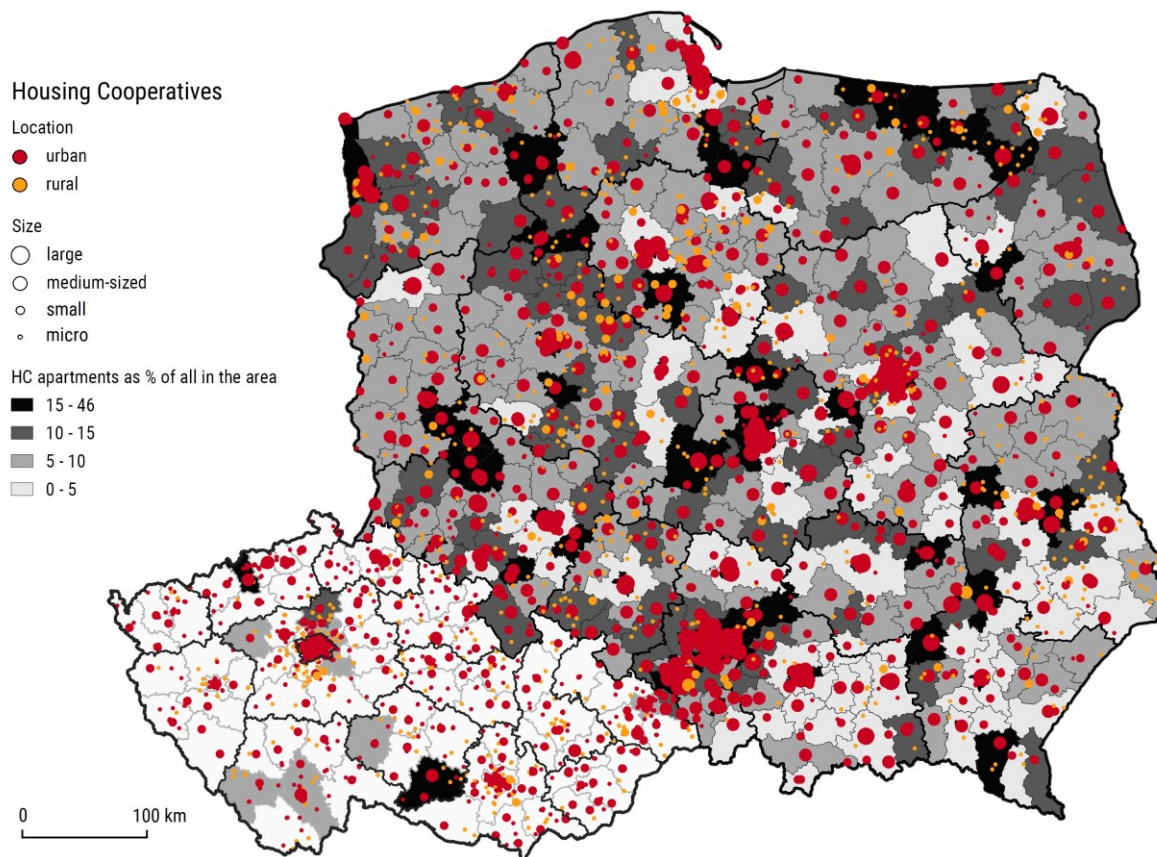 Housing Cooperatives
Location
urban
rural
Size
large
medium-sized
small
micro
HC apartments as % of all in the area
15 - 46
10 - 15
5 - 10
0 - 5
0 100 km